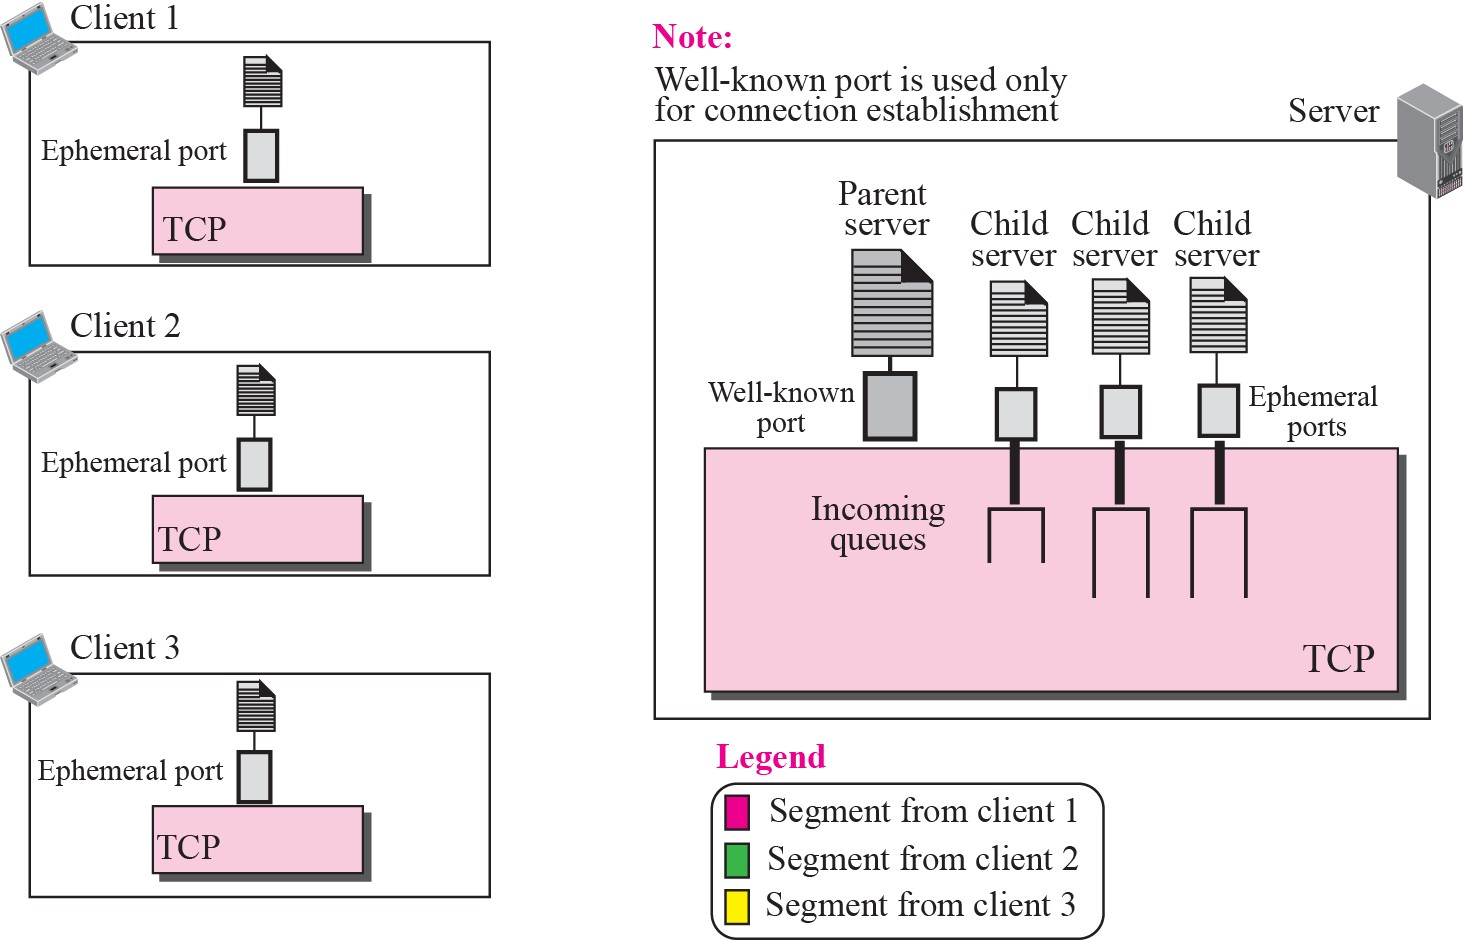 Client 1
Ephemeral port
TCP
Client 2
Ephemeral port
TCP
Client 3
Ephemeral port
TCP
Note:
Well-known port is used only
for connection establishment
Server
Parent
server
Child
server
Child
server
Child
server
Well-known
port
Ephemeral
ports
Incoming
queues
TCP
Legend
Segment from client 1
Segment from client 2
Segment from client 3